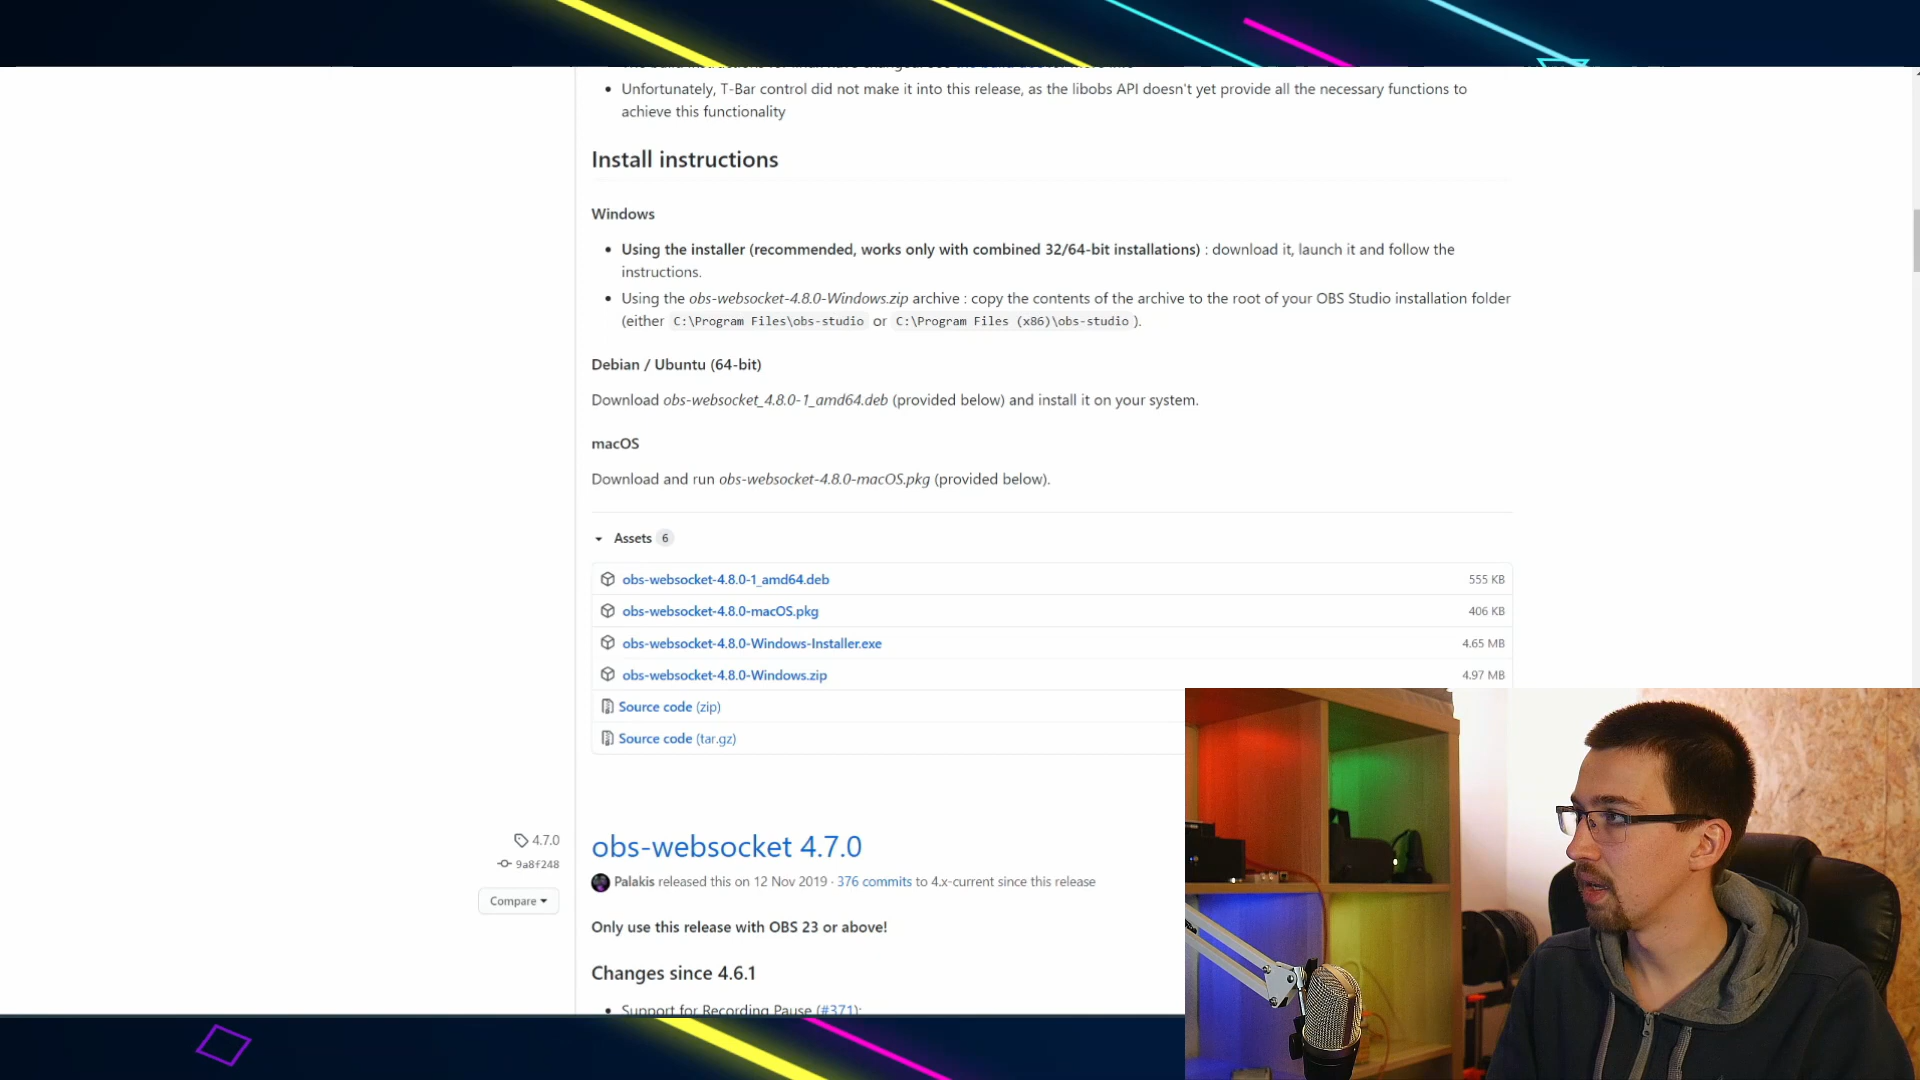 • Unfortunately, T-Bar control did not make it into this release, as the libobs API doesn't yet provide all the necessary functions to
achieve this functionality
Install instructions
Windows
• Using the installer (recommended, works only with combined 32/64-bit installations) : download it, launch it and follow the
instructions.
• Using the obs-websocket-4.8.0-Windows.zip archive : copy the contents of the archive to the root of your OBS Studio installation folder
(either C:\Program Files\obs-studio or C:\Program Files (x86)\obs-studio ).
Debian / Ubuntu (64-bit)
Download obs-websocket_4.8.0-1_amd64.deb (provided below) and install it on your system.
macOS
Download and run obs-websocket-4.8.0-macOS.pkg (provided below).
Assets 6
obs-websocket-4.8.0-1_amd64.deb 555 KB
obs-websocket-4.8.0-macOS.pkg 406 KB
obs-websocket-4.8.0-Windows-Installer.exe 4.65 MB
obs-websocket-4.8.0-Windows.zip 4.97 MB
Source code (zip)
Source code (tar.gz)
4.7.0
9a8f248
Compare
obs-websocket 4.7.0
Palakis released this on 12 Nov 2019 · 376 commits to 4.x-current since this release
Only use this release with OBS 23 or above!
Changes since 4.6.1
• Support for Recording Pause (#371):